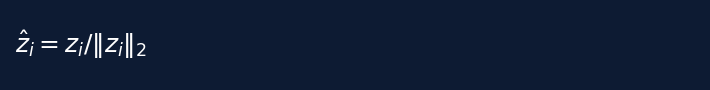 ẑᵢ = zᵢ/‖zᵢ‖₂